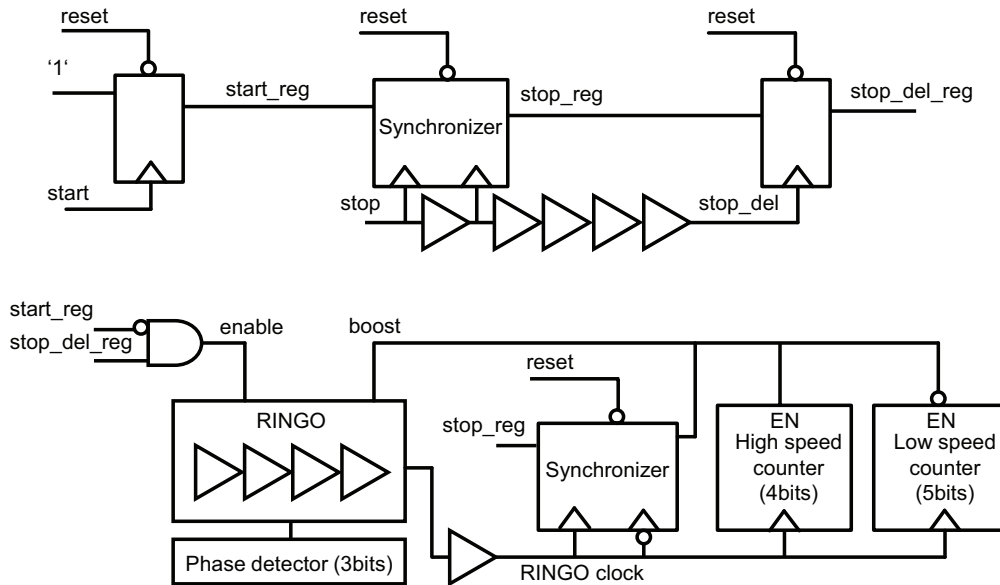 reset
reset
reset
‘1‘
start_reg
stop_reg
stop_del_reg
Synchronizer
start
stop
stop_del
start_reg
stop_del_reg
enable
boost
reset
RINGO
stop_reg
Synchronizer
EN
High speed
counter
(4bits)
EN
Low speed
counter
(5bits)
Phase detector (3bits)
RINGO clock